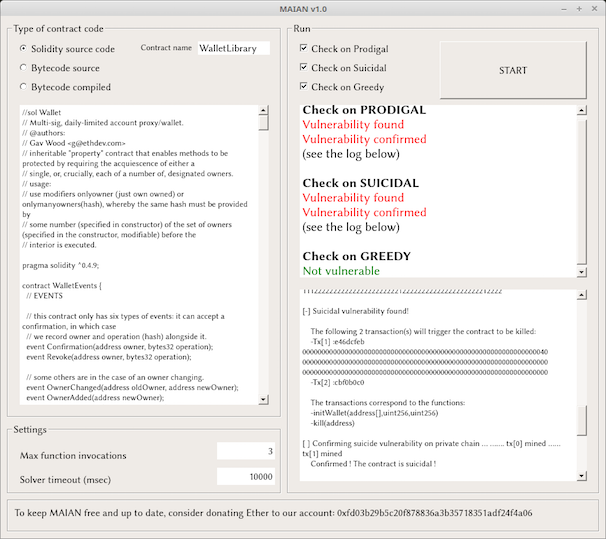 MAIAN v1.0
Type of contract code
Solidity source code
Contract name
WalletLibrary
Bytecode source
Bytecode compiled
//sol Wallet
// Multi-sig, daily-limited account proxy/wallet.
// @authors:
// Gav Wood <g@ethdev.com>
// inheritable "property" contract that enables methods to be
protected by requiring the acquiescence of either a
// single, or, crucially, each of a number of, designated owners.
// usage:
// use modifiers onlyowner (just own owned) or
onlymanyowners(hash), whereby the same hash must be provided
by
// some number (specified in constructor) of the set of owners
(specified in the constructor, modifiable) before the
// interior is executed.
pragma solidity ^0.4.9;
contract WalletEvents {
// EVENTS
// this contract only has six types of events: it can accept a
confirmation, in which case
// we record owner and operation (hash) alongside it.
event Confirmation(address owner, bytes32 operation);
event Revoke(address owner, bytes32 operation);
// some others are in the case of an owner changing.
event OwnerChanged(address oldOwner, address newOwner);
event OwnerAdded(address newOwner);
Settings
Max function invocations
3
Solver timeout (msec)
10000
Run
Check on Prodigal
Check on Suicidal
Check on Greedy
START
Check on PRODIGAL
Vulnerability found
Vulnerability confirmed
(see the log below)
Check on SUICIDAL
Vulnerability found
Vulnerability confirmed
(see the log below)
Check on GREEDY
Not vulnerable
[-] Suicidal vulnerability found!
The following 2 transaction(s) will trigger the contract to be killed:
-Tx[1] :e46dcfeb
0000000000000000000000000000000000000000000000000000000000000040
0000000000000000000000000000000000000000000000000000000000000000
0000000000000000000000000000000000000000000000000000000000000000
-Tx[2] :cbf0b0c0
The transactions correspond to the functions:
-initWallet(address[],uint256,uint256)
-kill(address)
[ ] Confirming suicide vulnerability on private chain ... ....... tx[0] mined ......
tx[1] mined
Confirmed ! The contract is suicidal !
To keep MAIAN free and up to date, consider donating Ether to our account: 0xfd03b29b5c20f878836a3b35718351adf24f4a06